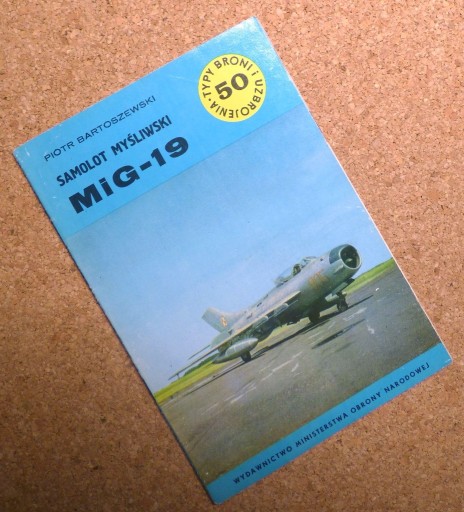 PIOTR BARTOSZEWSKI
SAMOLOT MYŚLIWSKI
MiG-19
TYPY BRONI i UZBROJENIA
50
WYDAWNICTWO MINISTERSTWA OBRONY NARODOWEJ